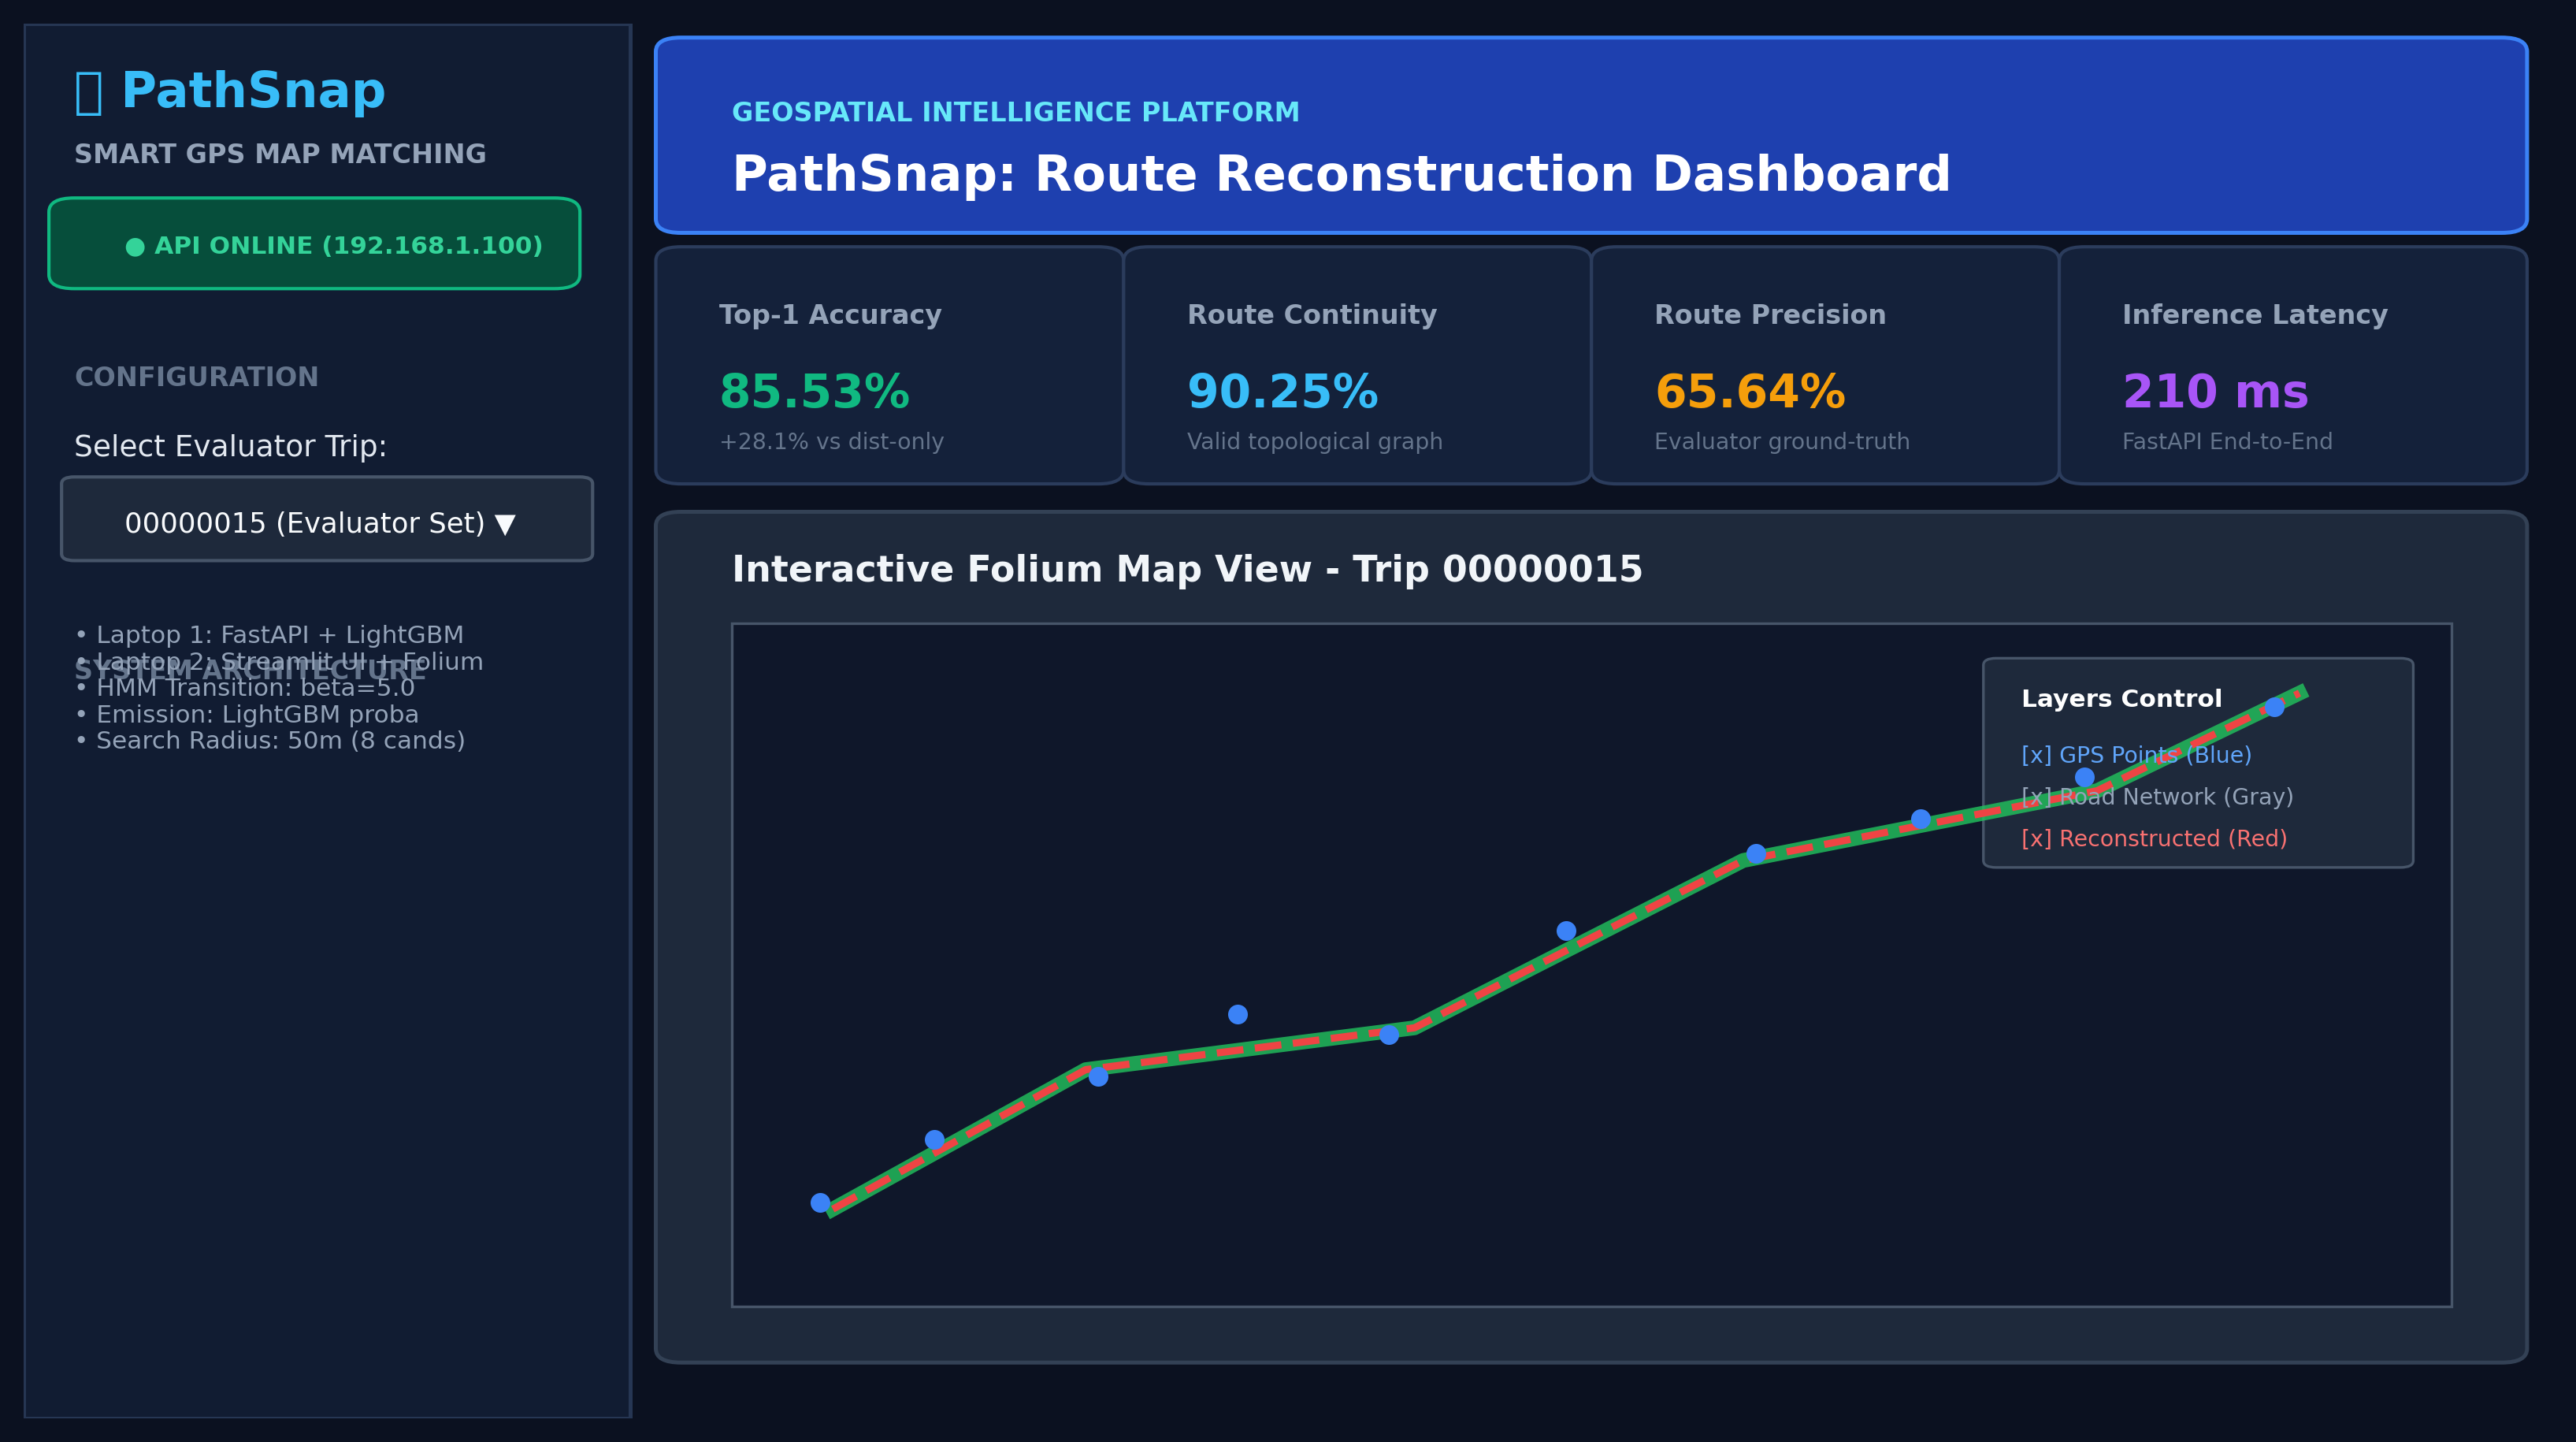 PathSnap
SMART GPS MAP MATCHING
● API ONLINE (192.168.1.100)
CONFIGURATION
Select Evaluator Trip:
00000015 (Evaluator Set) ▼
• Laptop 1: FastAPI + LightGBM
• Laptop 2: Streamlit UI + Folium
SYSTEM ARCHITECTURE
• HMM Transition: beta=5.0
• Emission: LightGBM proba
• Search Radius: 50m (8 cands)
GEOSPATIAL INTELLIGENCE PLATFORM
PathSnap: Route Reconstruction Dashboard
Top-1 Accuracy
85.53%
+28.1% vs dist-only
Route Continuity
90.25%
Valid topological graph
Route Precision
65.64%
Evaluator ground-truth
Inference Latency
210 ms
FastAPI End-to-End
Interactive Folium Map View - Trip 00000015
Layers Control
[x] GPS Points (Blue)
[x] Road Network (Gray)
[x] Reconstructed (Red)